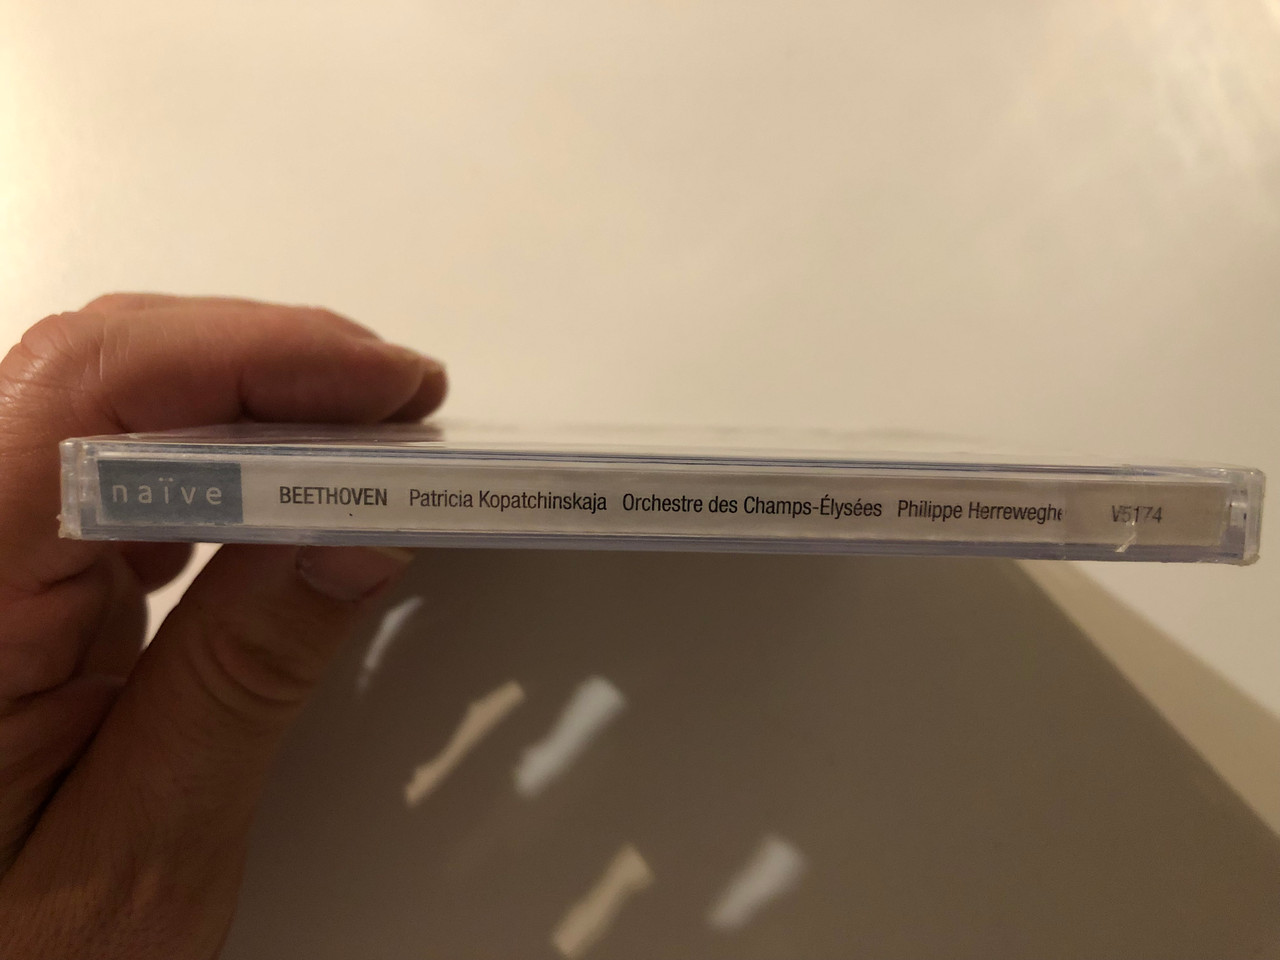 naïve BEETHOVEN Patricia Kopatchinskaja Orchestre des Champs-Élysées Philippe Herreweghe V5174